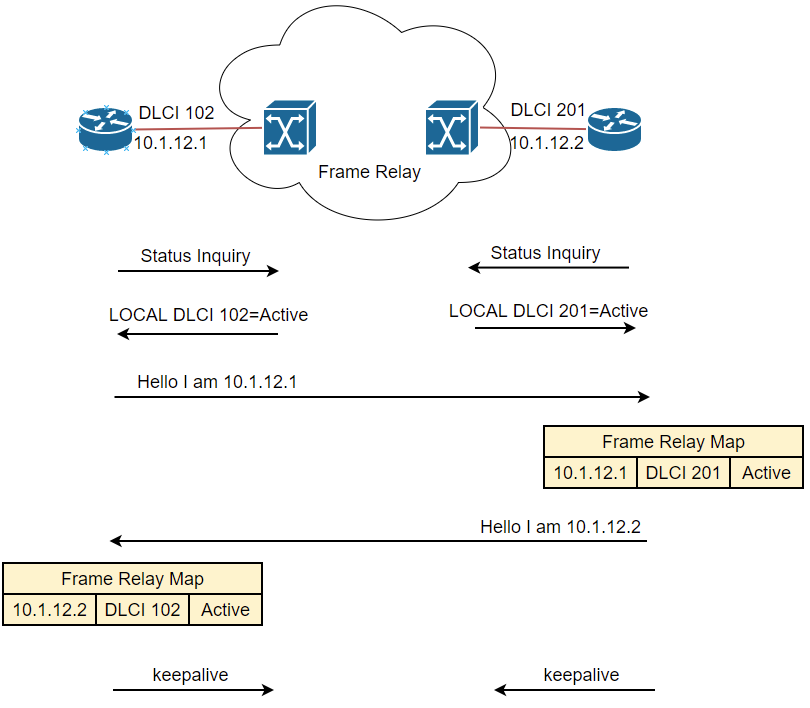 DLCI 102
DLCI 201
10.1.12.1
10.1.12.2
Frame Relay
Status Inquiry
Status Inquiry
LOCAL DLCI 102=Active
LOCAL DLCI 201=Active
Hello I am 10.1.12.1
Frame Relay Map
10.1.12.1 DLCI 201 Active
Hello I am 10.1.12.2
Frame Relay Map
10.1.12.2 DLCI 102 Active
keepalive
keepalive